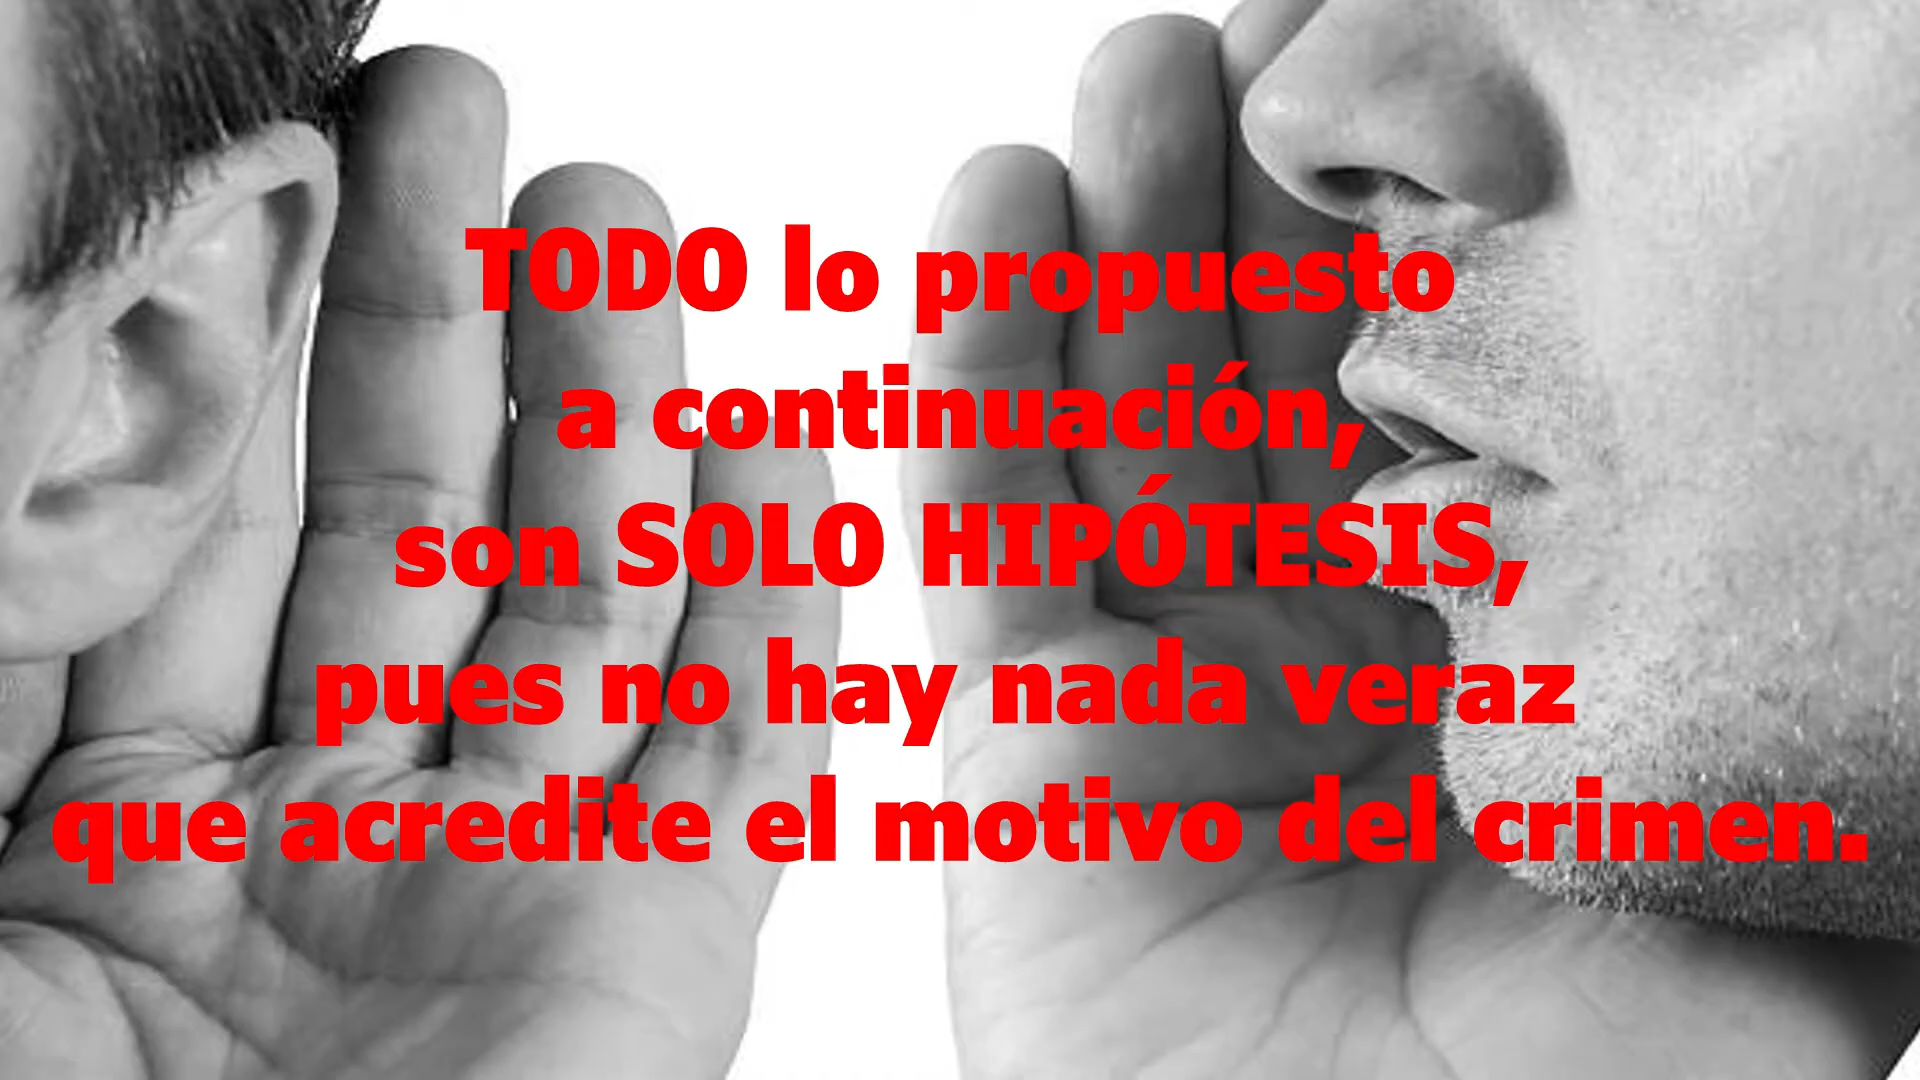 TODO lo propuesto
a continuación,
son SOLO HIPÓTESIS,
pues no hay nada veraz
que acredite el motivo del crimen.